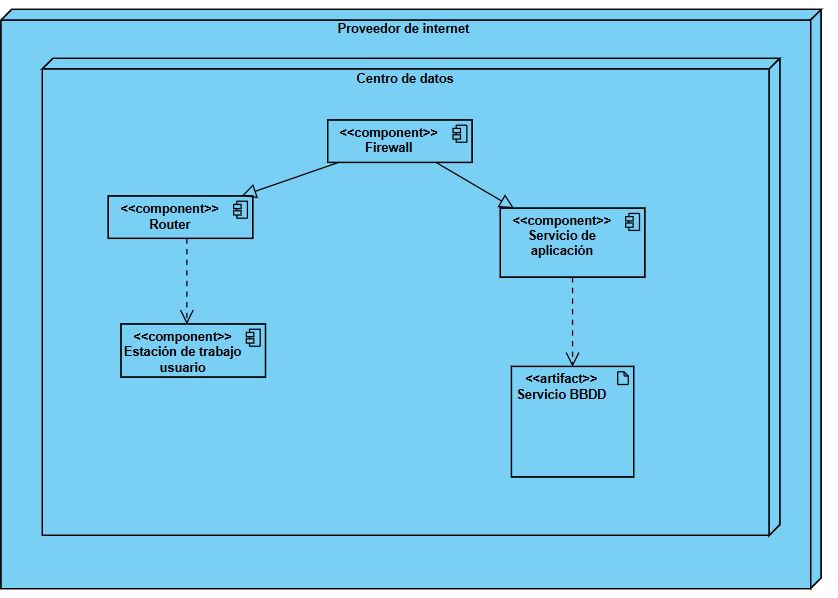 Proveedor de internet
Centro de datos
<<component>>
Firewall
<<component>>
Router
<<component>>
Servicio de
aplicación
<<component>>
Estación de trabajo
usuario
<<artifact>>
Servicio BBDD